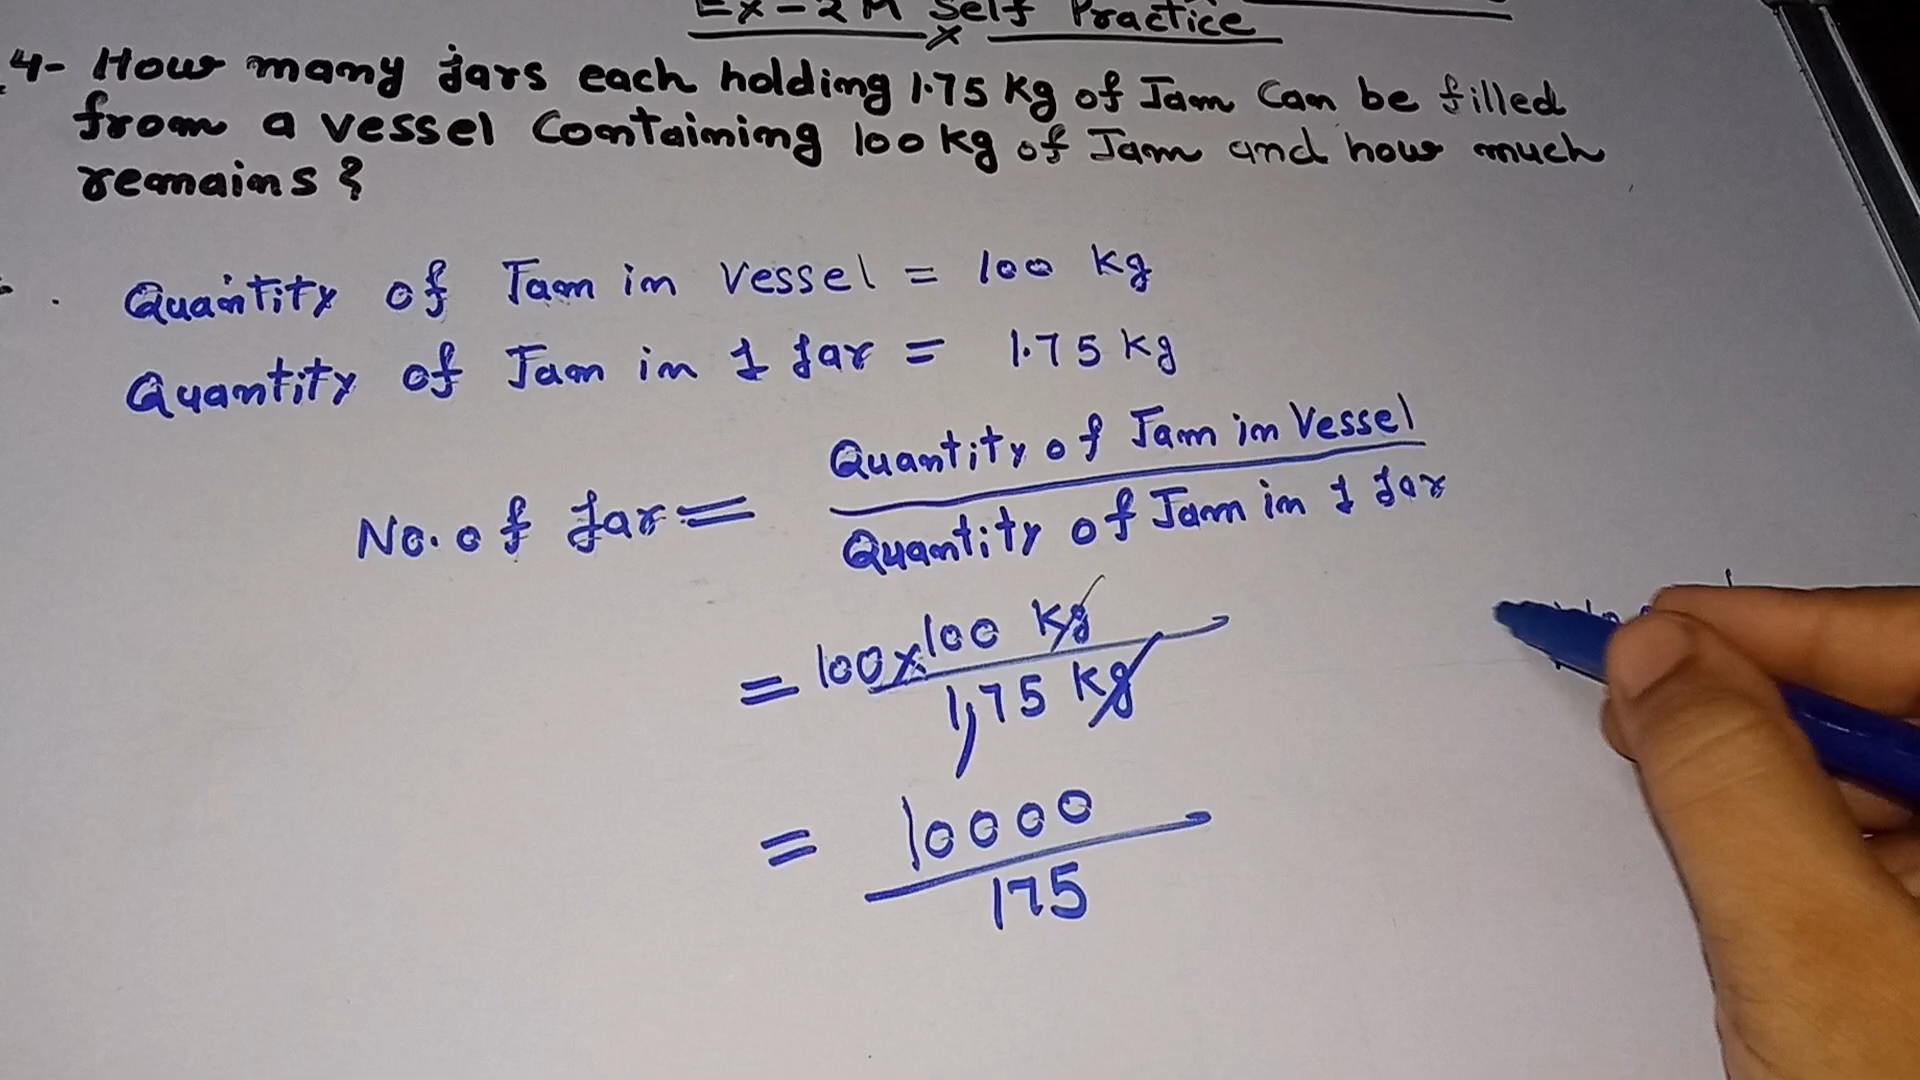 Ex-2M Self Practice
4- How many jars each holding 1.75 Kg of Jam Can be filled
from a vessel Containing 100 kg of Jam and how much
remains?
Quantity of Jam in Vessel = 100 kg
Quantity of Jam in 1 Jar = 1.75 kg
No. of Jar = Quantity of Jam in Vessel
Quantity of Jam in 1 Jar
= 100x100 Kg
1,75 kg
= 10000
175